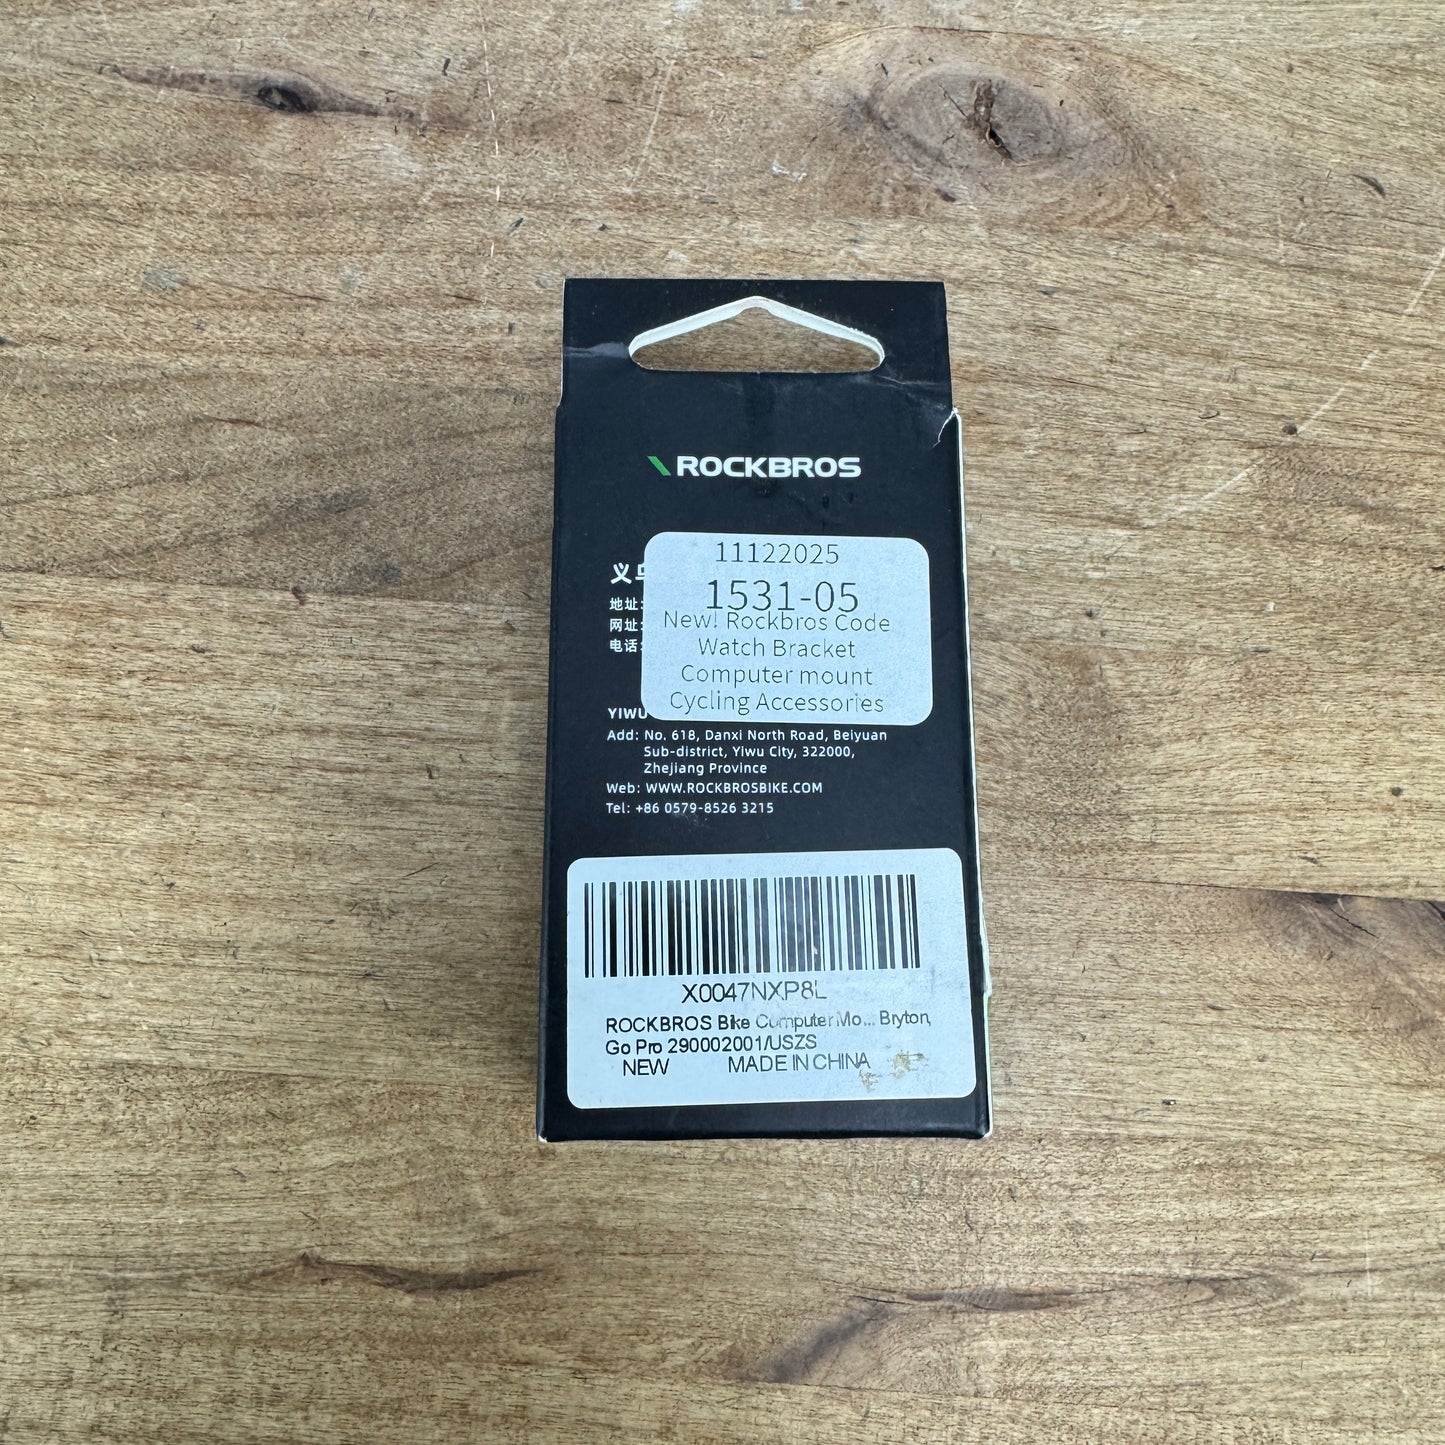 ROCKBROS
11122025
1531-05
New! Rockbros Code
Watch Bracket
Computer mount
Cycling Accessories
义乌
地址:
网址:
电话:
YIWU
Add: No. 618, Danxi North Road, Beiyuan
Sub-district, Yiwu City, 322000,
Zhejiang Province
Web: WWW.ROCKBROSBIKE.COM
Tel: +86 0579-8526 3215
X0047NXP8L
ROCKBROS Bike Computer Mo... Bryton,
Go Pro 290002001/USZS
NEW MADE IN CHINA